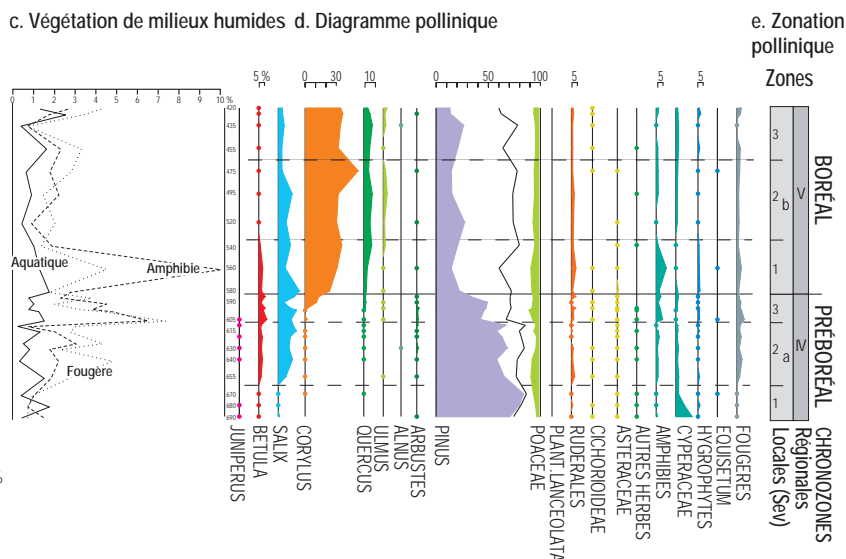 c. Végétation de milieux humides d. Diagramme pollinique
e. Zonation
pollinique
Zones
0 1 2 3 4 5 6 7 8 9 10 %
5 % 0 30 10 0 50 100 5 5 5 5
420
435
455
475
495
520
540
560
580
590
605
615
630
640
655
670
680
690
Aquatique
Amphibie
Fougère
JUNIPERUS
BETULA
SALIX
CORYLUS
QUERCUS
ULMUS
ALNUS
ARBUSTES
PINUS
POACEAE
PLANT. LANCEOLATA
RUDERALES
CICHORIOIDEAE
ASTERACEAE
AUTRES HERBES
AMPHIBIES
CYPERACEAE
HYGROPHYTES
EQUISETUM
FOUGERES
3
2 b
1
3
2 a
1
V
IV
BORÉAL
PRÉBORÉAL
Locales (Sev)
Régionales
CHRONOZONES